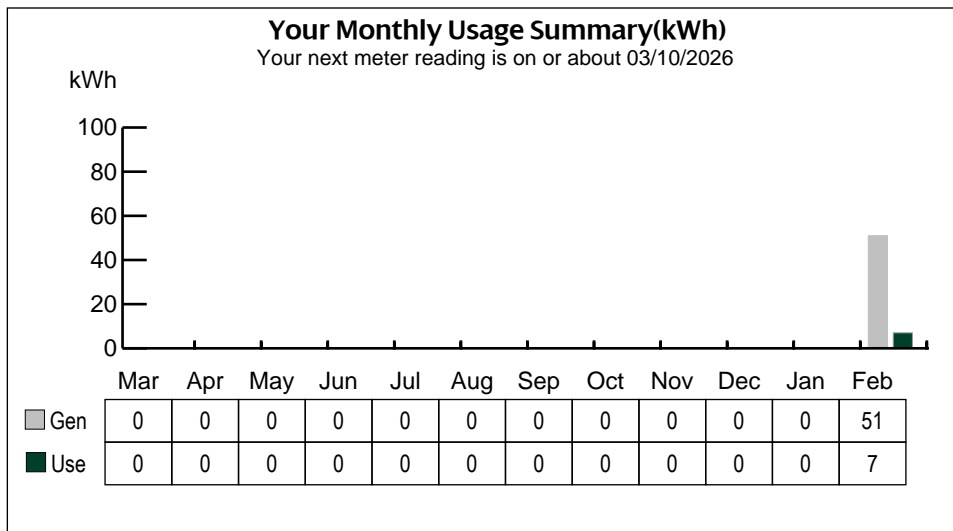 Your Monthly Usage Summary(kWh)
Your next meter reading is on or about 03/10/2026
kWh
100
80
60
40
20
0
Mar Apr May Jun Jul Aug Sep Oct Nov Dec Jan Feb
Gen 0 0 0 0 0 0 0 0 0 0 0 51
Use 0 0 0 0 0 0 0 0 0 0 0 7